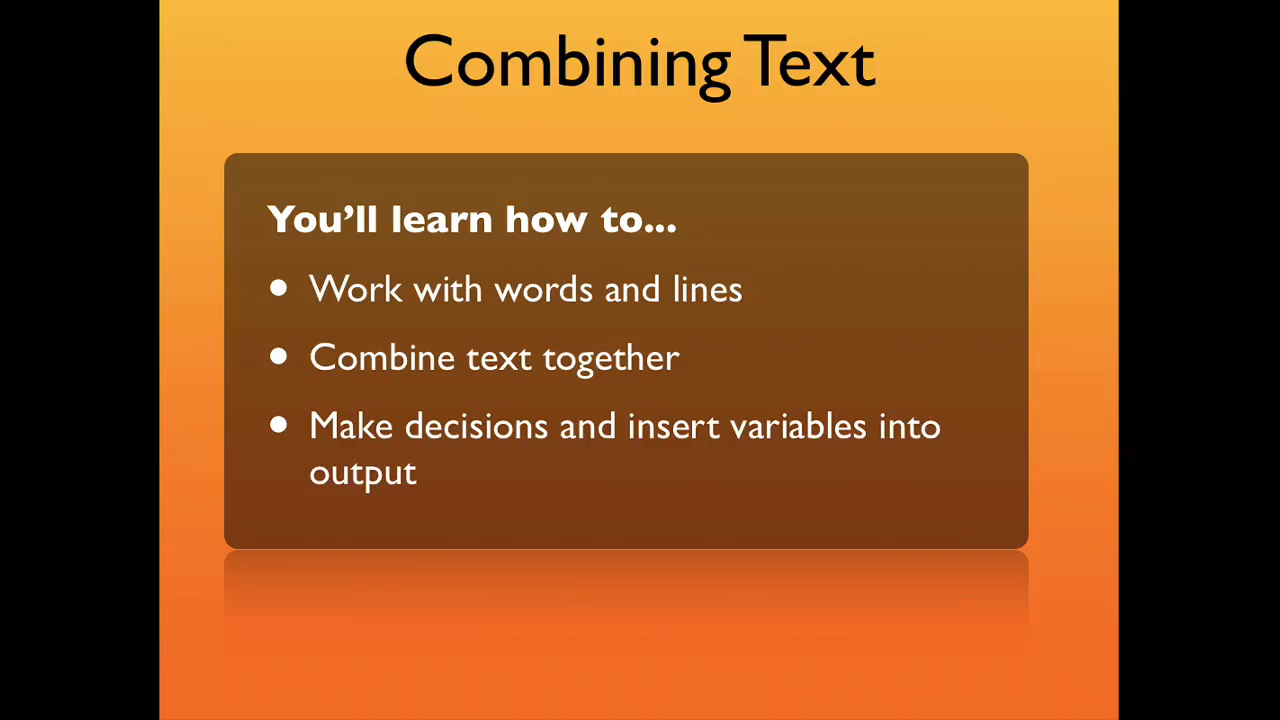 Combining Text
You’ll learn how to...
• Work with words and lines
• Combine text together
• Make decisions and insert variables into
output